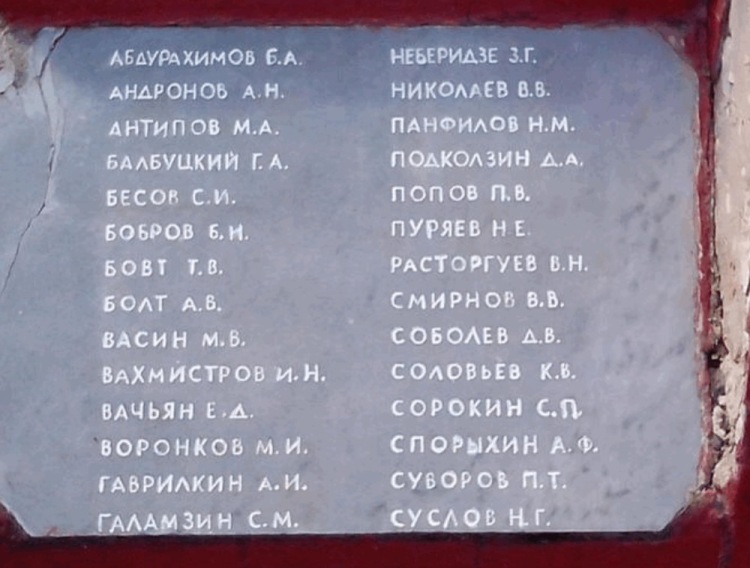 АБДУРАХИМОВ Б.А.
АНДРОНОВ А.Н.
АНТИПОВ М.А.
БАЛБУЦКИЙ Г.А.
БЕСОВ С.И.
БОБРОВ Б.И.
БОВТ Т.В.
БОЛТ А.В.
ВАСИН М.В.
ВАХМИСТРОВ И.Н.
ВАЧЬЯН Е.Д.
ВОРОНКОВ М.И.
ГАВРИЛКИН А.И.
ГАЛАМЗИН С.М.
НЕБЕРИДЗЕ З.Г.
НИКОЛАЕВ В.В.
ПАНФИЛОВ Н.М.
ПОДКОЛЗИН Д.А.
ПОПОВ П.В.
ПУРЯЕВ Н.Е.
РАСТОРГУЕВ В.Н.
СМИРНОВ В.В.
СОБОЛЕВ Д.В.
СОЛОВЬЕВ К.В.
СОРОКИН С.П.
СПОРЫХИН А.Ф.
СУВОРОВ П.Т.
СУСЛОВ Н.Г.